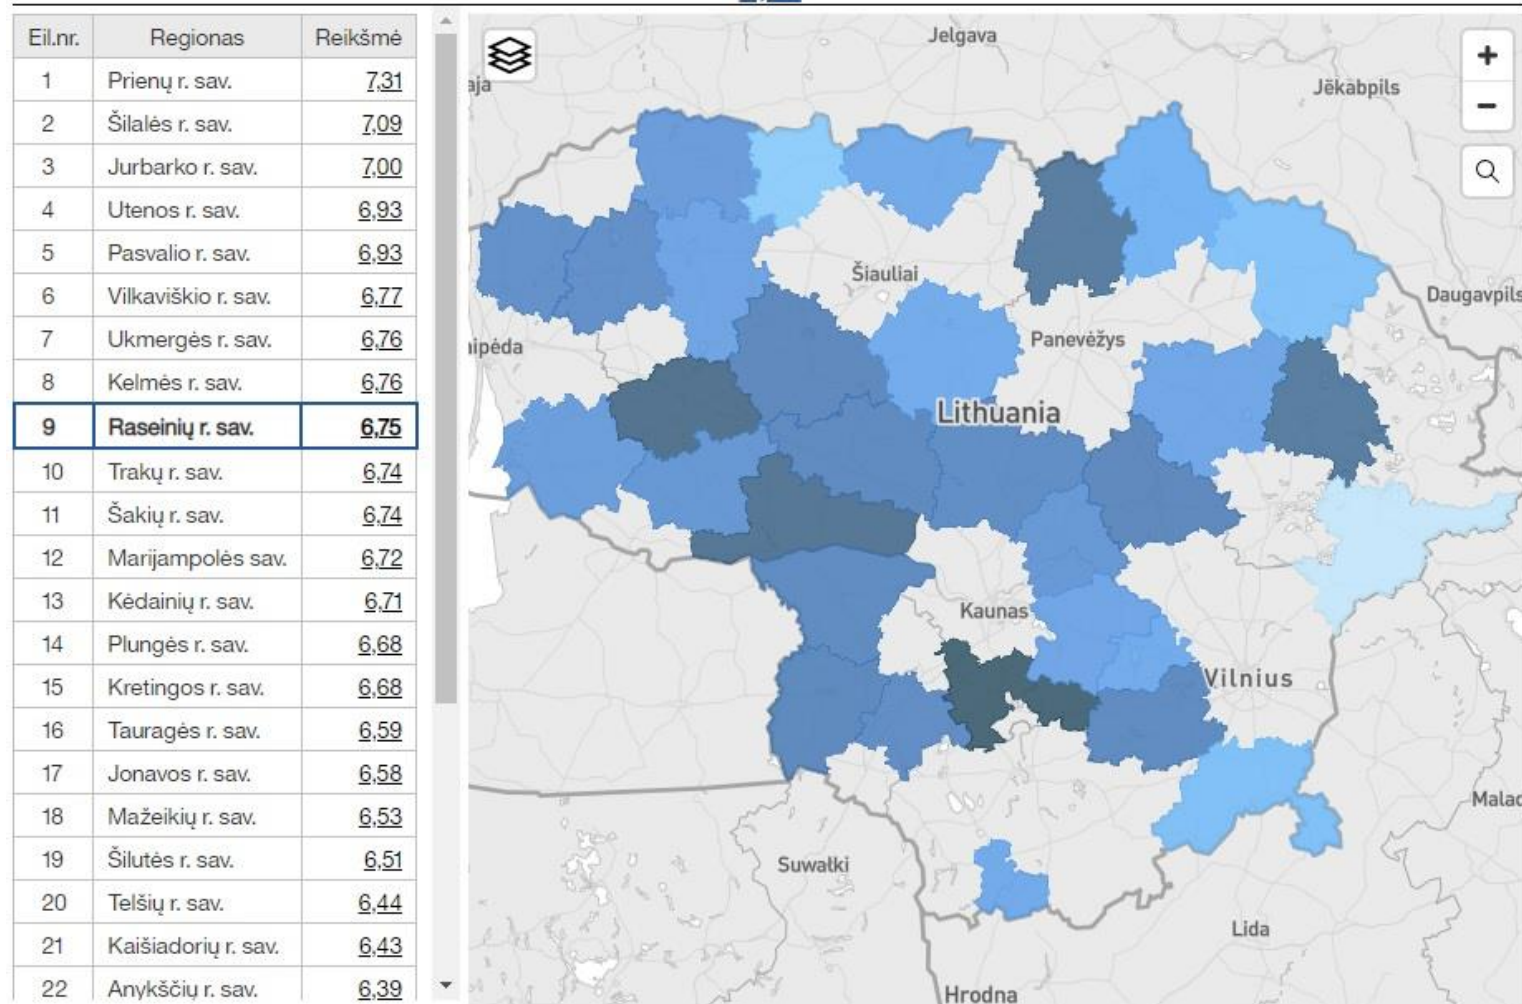 Eil.nr. Regionas Reikšmė
1 Prienų r. sav. 7,31
2 Šilalės r. sav. 7,09
3 Jurbarko r. sav. 7,00
4 Utenos r. sav. 6,93
5 Pasvalio r. sav. 6,93
6 Vilkaviškio r. sav. 6,77
7 Ukmergės r. sav. 6,76
8 Kelmės r. sav. 6,76
9 Raseinių r. sav. 6,75
10 Trakų r. sav. 6,74
11 Šakių r. sav. 6,74
12 Marijampolės sav. 6,72
13 Kėdainių r. sav. 6,71
14 Plungės r. sav. 6,68
15 Kretingos r. sav. 6,68
16 Tauragės r. sav. 6,59
17 Jonavos r. sav. 6,58
18 Mažeikių r. sav. 6,53
19 Šilutės r. sav. 6,51
20 Telšių r. sav. 6,44
21 Kaišiadorių r. sav. 6,43
22 Anykščių r. sav. 6,39
Jelgava
+
aja
Jēkabpils
−
Šiauliai
Daugavpils
aipėda
Panevėžys
Lithuania
Kaunas
Vilnius
Malad
Suwałki
Lida
Hrodna